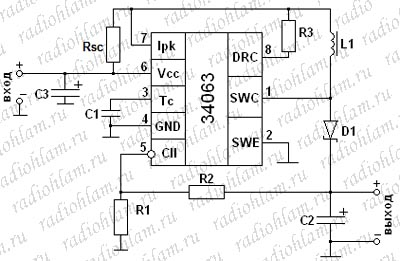 7
Ipk
R3
Rsc
DRC
8
L1
6
Vcc
вход
+
C3
3
Tc
34063
SWC
1
C1
4
GND
D1
5
CII
SWE
2
R2
+
R1
C2
выход
radiohlam.ru